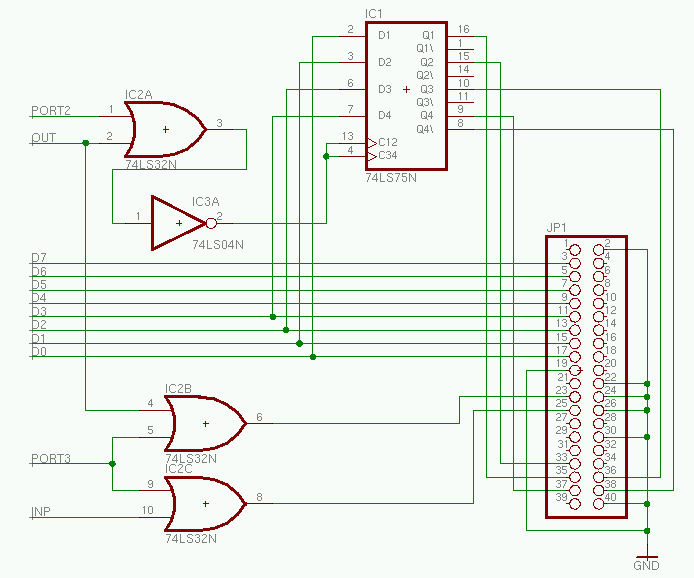 IC1
2 D1 Q1 16
Q1\ 1
3 D2 Q2 15
Q2\ 14
6 D3 Q3 10
Q3\ 11
7 D4 Q4 9
Q4\ 8
13 C12
4 C34
74LS75N
IC2A
PORT2 1
3
OUT 2
74LS32N
IC3A
1 2
74LS04N
JP1
1 2
3 4
5 6
7 8
9 10
11 12
13 14
15 16
17 18
19 20
21 22
23 24
25 26
27 28
29 30
31 32
33 34
35 36
37 38
39 40
D7
D6
D5
D4
D3
D2
D1
D0
IC2B
4
6
5
74LS32N
PORT3
IC2C
9
8
INP 10
74LS32N
GND